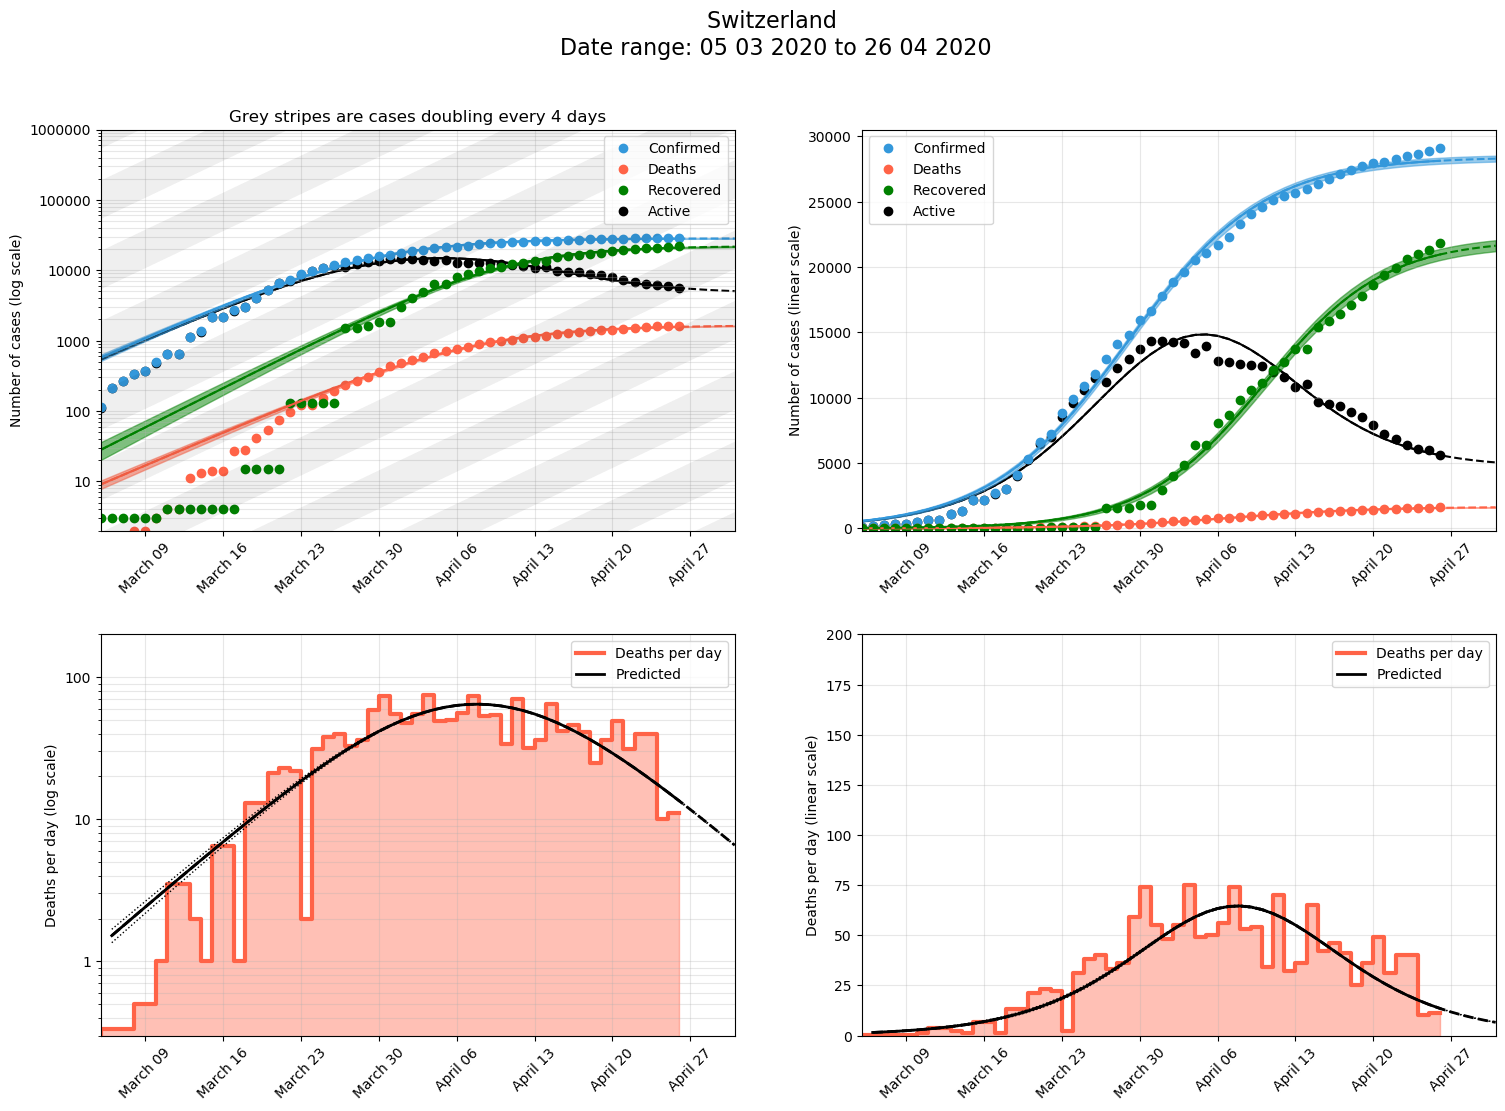 Switzerland
Date range: 05 03 2020 to 26 04 2020
Grey stripes are cases doubling every 4 days
Number of cases (log scale)
1000000
100000
10000
1000
100
10
Confirmed
Deaths
Recovered
Active
March 09
March 16
March 23
March 30
April 06
April 13
April 20
April 27
Number of cases (linear scale)
30000
25000
20000
15000
10000
5000
0
Confirmed
Deaths
Recovered
Active
March 09
March 16
March 23
March 30
April 06
April 13
April 20
April 27
Deaths per day (log scale)
100
10
1
Deaths per day
Predicted
March 09
March 16
March 23
March 30
April 06
April 13
April 20
April 27
Deaths per day (linear scale)
200
175
150
125
100
75
50
25
0
Deaths per day
Predicted
March 09
March 16
March 23
March 30
April 06
April 13
April 20
April 27